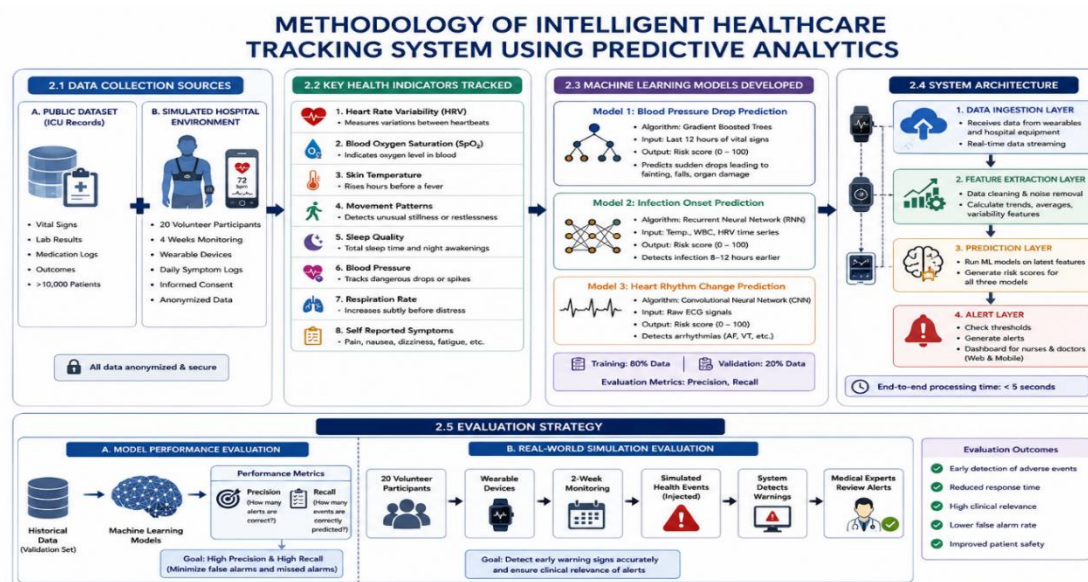 METHODOLOGY OF INTELLIGENT HEALTHCARE
TRACKING SYSTEM USING PREDICTIVE ANALYTICS
2.1 DATA COLLECTION SOURCES
A. PUBLIC DATASET
(ICU Records)
• Vital Signs
• Lab Results
• Medication Logs
• Outcomes
• >10,000 Patients
B. SIMULATED HOSPITAL
ENVIRONMENT
72
bpm
• 20 Volunteer Participants
• 4 Weeks Monitoring
• Wearable Devices
• Daily Symptom Logs
• Informed Consent
• Anonymized Data
All data anonymized & secure
2.2 KEY HEALTH INDICATORS TRACKED
1. Heart Rate Variability (HRV)
• Measures variations between heartbeats
2. Blood Oxygen Saturation (SpO₂)
• Indicates oxygen level in blood
O₂
3. Skin Temperature
• Rises hours before a fever
4. Movement Patterns
• Detects unusual stillness or restlessness
5. Sleep Quality
• Total sleep time and night awakenings
6. Blood Pressure
• Tracks dangerous drops or spikes
7. Respiration Rate
• Increases subtly before distress
8. Self Reported Symptoms
• Pain, nausea, dizziness, fatigue, etc.
2.3 MACHINE LEARNING MODELS DEVELOPED
Model 1: Blood Pressure Drop Prediction
• Algorithm: Gradient Boosted Trees
• Input: Last 12 hours of vital signs
• Output: Risk score (0 – 100)
• Predicts sudden drops leading to
fainting, falls, organ damage
Model 2: Infection Onset Prediction
• Algorithm: Recurrent Neural Network (RNN)
• Input: Temp., WBC, HRV time series
• Output: Risk score (0 – 100)
• Detects infection 8–12 hours earlier
Model 3: Heart Rhythm Change Prediction
• Algorithm: Convolutional Neural Network (CNN)
• Input: Raw ECG signals
• Output: Risk score (0 – 100)
• Detects arrhythmias (AF, VT, etc.)
Training: 80% Data
Validation: 20% Data
Evaluation Metrics: Precision, Recall
2.4 SYSTEM ARCHITECTURE
1. DATA INGESTION LAYER
• Receives data from wearables
and hospital equipment
• Real-time data streaming
2. FEATURE EXTRACTION LAYER
• Data cleaning & noise removal
• Calculate trends, averages,
variability features
3. PREDICTION LAYER
• Run ML models on latest features
• Generate risk scores for
all three models
4. ALERT LAYER
• Check thresholds
• Generate alerts
• Dashboard for nurses & doctors
(Web & Mobile)
End-to-end processing time: < 5 seconds
2.5 EVALUATION STRATEGY
A. MODEL PERFORMANCE EVALUATION
Historical
Data
(Validation Set)
Machine Learning
Models
Performance Metrics
Precision
(How many
alerts are
correct?)
Recall
(How many
events are
correctly
predicted?)
Goal: High Precision & High Recall
(Minimize false alarms and missed alarms)
B. REAL-WORLD SIMULATION EVALUATION
20 Volunteer
Participants
Wearable
Devices
2-Week
Monitoring
Simulated
Health Events
(Injected)
System
Detects
Warnings
Medical Experts
Review Alerts
Goal: Detect early warning signs accurately
and ensure clinical relevance of alerts
Evaluation Outcomes
Early detection of adverse events
Reduced response time
High clinical relevance
Lower false alarm rate
Improved patient safety